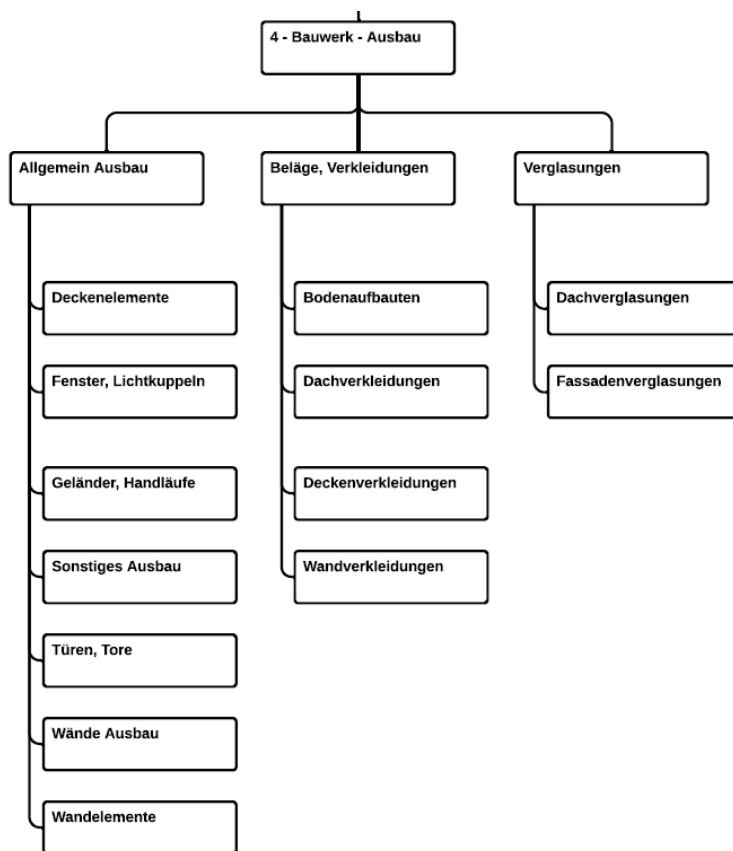 4 - Bauwerk - Ausbau
Allgemein Ausbau
Beläge, Verkleidungen
Verglasungen
Deckenelemente
Bodenaufbauten
Dachverglasungen
Fenster, Lichtkuppeln
Dachverkleidungen
Fassadenverglasungen
Geländer, Handläufe
Deckenverkleidungen
Sonstiges Ausbau
Wandverkleidungen
Türen, Tore
Wände Ausbau
Wandelemente